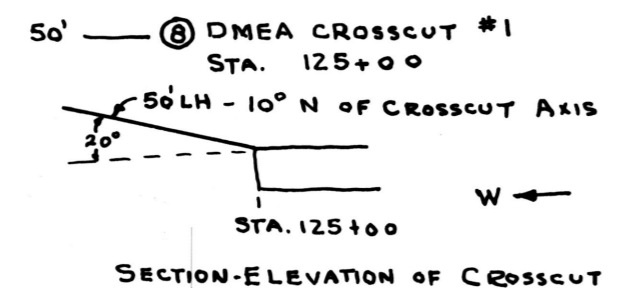 50' — ⑧ DMEA CROSSCUT #1
STA. 125+00
50' LH - 10° N OF CROSSCUT AXIS
20°
W
STA. 125+00
SECTION-ELEVATION OF CROSSCUT